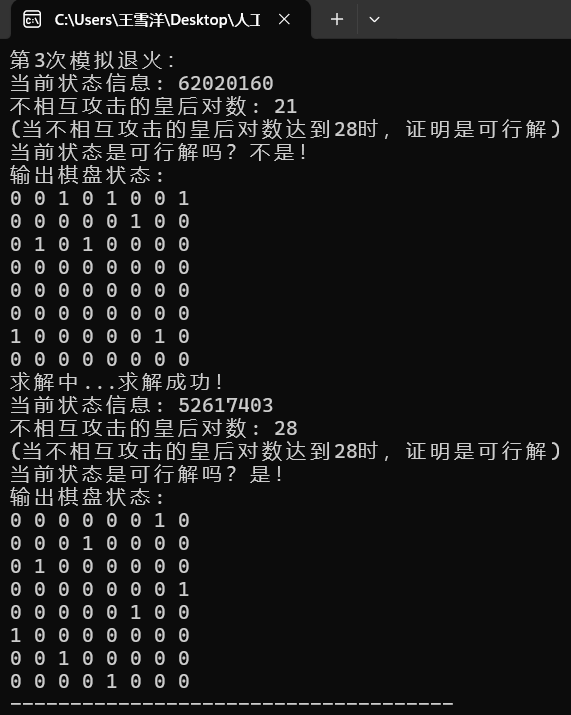 C:\Users\王雪洋\Desktop\人工
第3次模拟退火:
当前状态信息: 62020160
不相互攻击的皇后对数: 21
(当不相互攻击的皇后对数达到28时, 证明是可行解)
当前状态是可行解吗? 不是!
输出棋盘状态:
0 0 1 0 1 0 0 1
0 0 0 0 0 1 0 0
0 1 0 1 0 0 0 0
0 0 0 0 0 0 0 0
0 0 0 0 0 0 0 0
0 0 0 0 0 0 0 0
1 0 0 0 0 0 1 0
0 0 0 0 0 0 0 0
求解中...求解成功!
当前状态信息: 52617403
不相互攻击的皇后对数: 28
(当不相互攻击的皇后对数达到28时, 证明是可行解)
当前状态是可行解吗? 是!
输出棋盘状态:
0 0 0 0 0 0 1 0
0 0 0 1 0 0 0 0
0 1 0 0 0 0 0 0
0 0 0 0 0 0 0 1
0 0 0 0 0 1 0 0
1 0 0 0 0 0 0 0
0 0 1 0 0 0 0 0
0 0 0 0 1 0 0 0
-------------------------------------